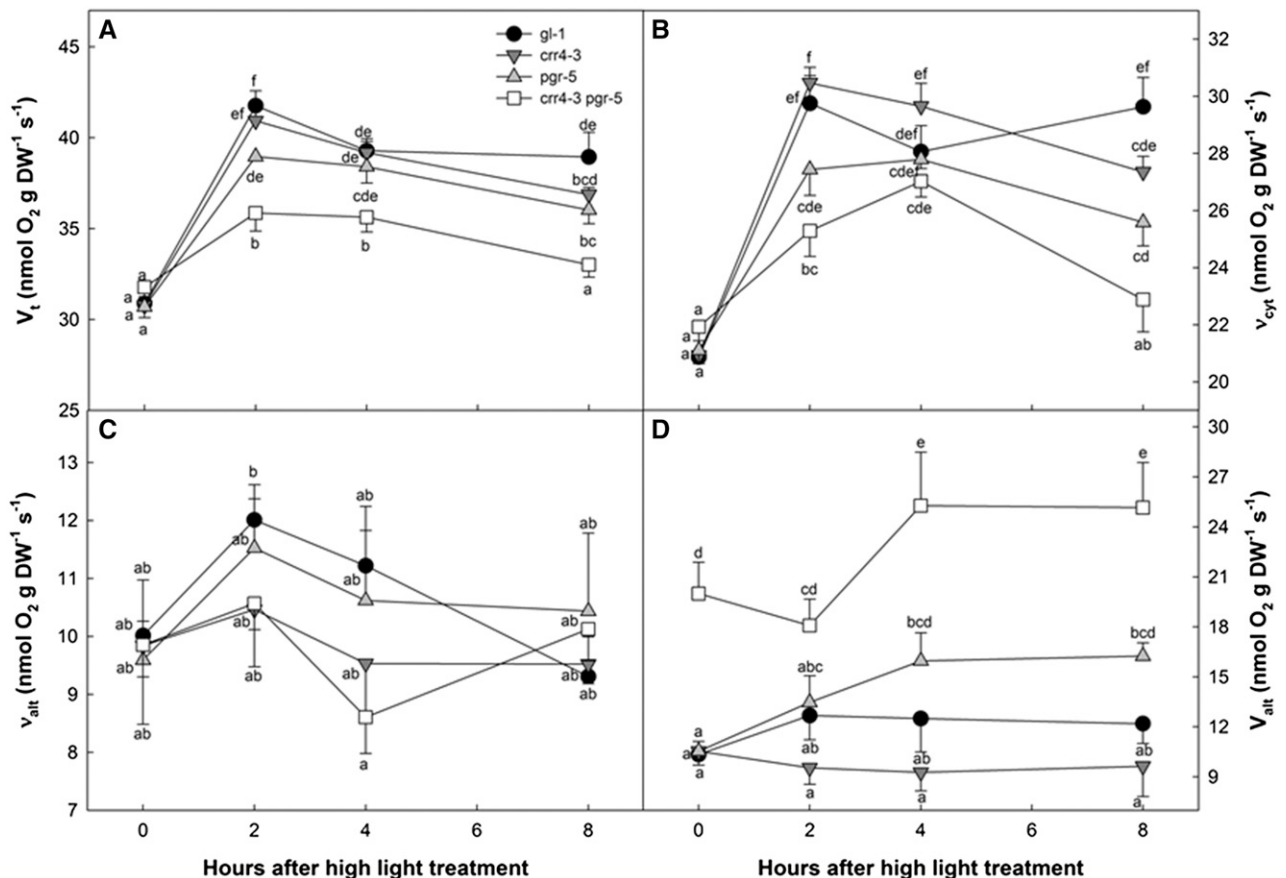 A
gl-1
crr4-3
pgr-5
crr4-3 pgr-5
45
40
35
30
25
Vt (nmol O2 g DW-1 s-1)
a
a
a
a
f
ef
de
b
de
de
cde
b
de
bcd
bc
a
B
32
30
28
26
24
22
20
νcyt (nmol O2 g DW-1 s-1)
a
a
a
a
f
ef
cde
bc
ef
def
cdef
cde
ef
cde
cd
ab
C
13
12
11
10
9
8
7
νalt (nmol O2 g DW-1 s-1)
ab
ab
ab
ab
b
ab
ab
ab
ab
ab
ab
a
ab
ab
ab
ab
0
2
4
6
8
Hours after high light treatment
D
30
27
24
21
18
15
12
9
Valt (nmol O2 g DW-1 s-1)
d
a
a
a
cd
abc
ab
a
e
bcd
ab
a
e
bcd
ab
a
0
2
4
6
8
Hours after high light treatment